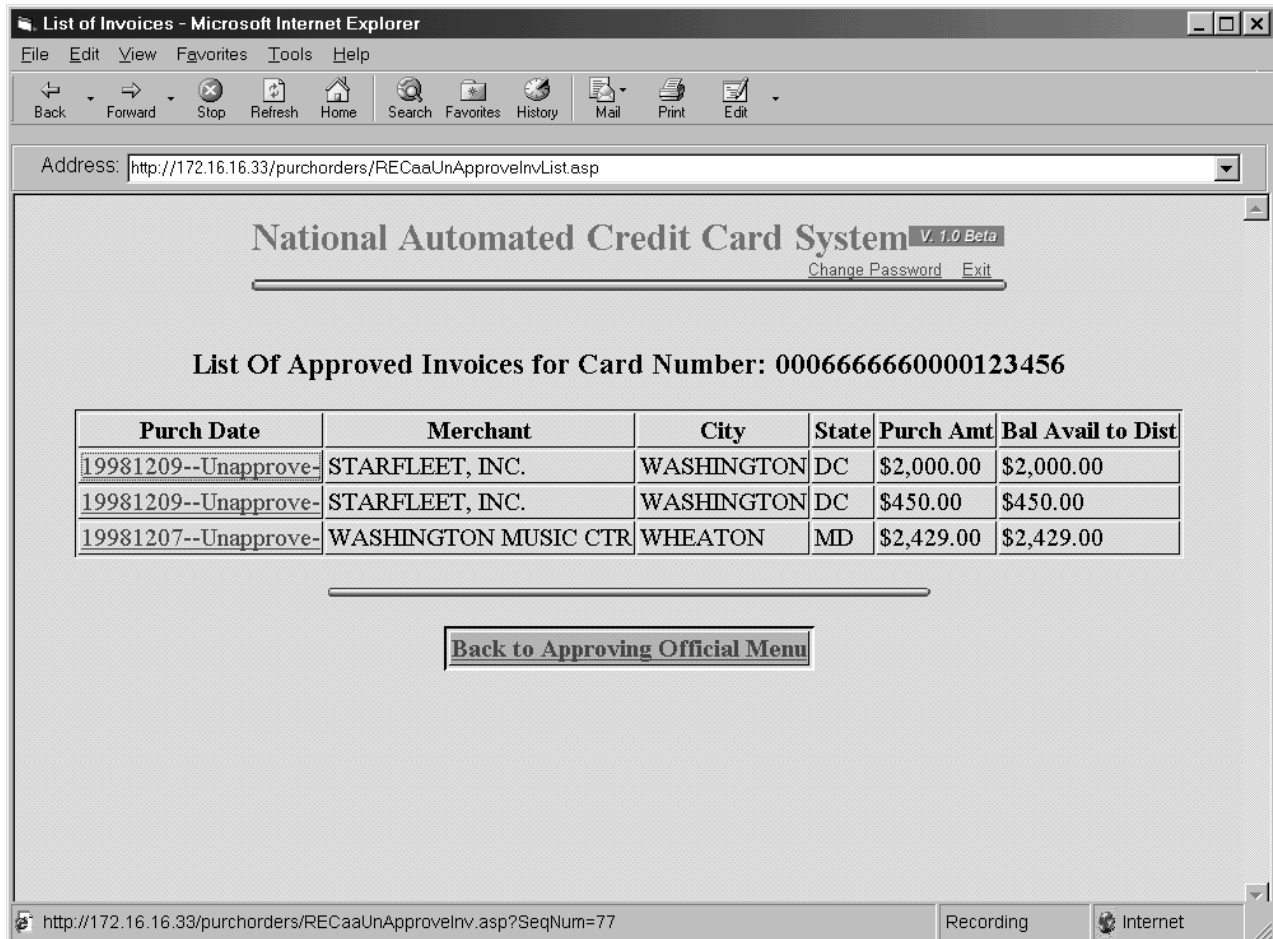 List of Invoices - Microsoft Internet Explorer
File Edit View Favorites Tools Help
Back Forward Stop Refresh Home Search Favorites History Mail Print Edit
Address: http://172.16.16.33/purchorders/RECaaUnApproveInvList.asp
National Automated Credit Card System V. 1.0 Beta
Change Password Exit
List Of Approved Invoices for Card Number: 0006666660000123456
Purch Date Merchant City State Purch Amt Bal Avail to Dist
19981209--Unapprove- STARFLEET, INC. WASHINGTON DC $2,000.00 $2,000.00
19981209--Unapprove- STARFLEET, INC. WASHINGTON DC $450.00 $450.00
19981207--Unapprove- WASHINGTON MUSIC CTR WHEATON MD $2,429.00 $2,429.00
Back to Approving Official Menu
http://172.16.16.33/purchorders/RECaaUnApproveInv.asp?SeqNum=77 Recording Internet